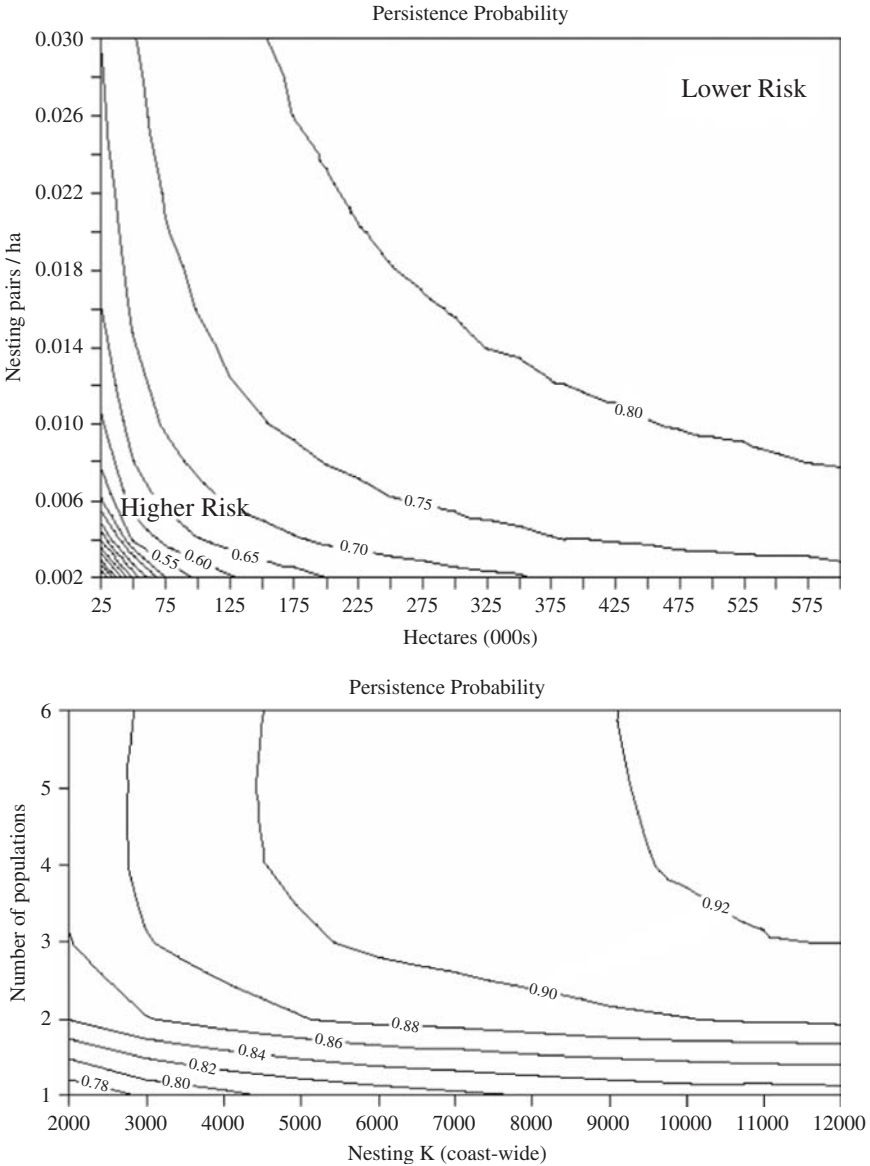 Persistence Probability
0.030
0.026
0.022
0.018
0.014
0.010
0.006
0.002
Nesting pairs / ha
Lower Risk
Higher Risk
0.80
0.75
0.70
0.65
0.60
0.55
25 75 125 175 225 275 325 375 425 475 525 575
Hectares (000s)
Persistence Probability
6
5
4
3
2
1
Number of populations
0.92
0.90
0.88
0.86
0.84
0.82
0.80
0.78
2000 3000 4000 5000 6000 7000 8000 9000 10000 11000 12000
Nesting K (coast-wide)